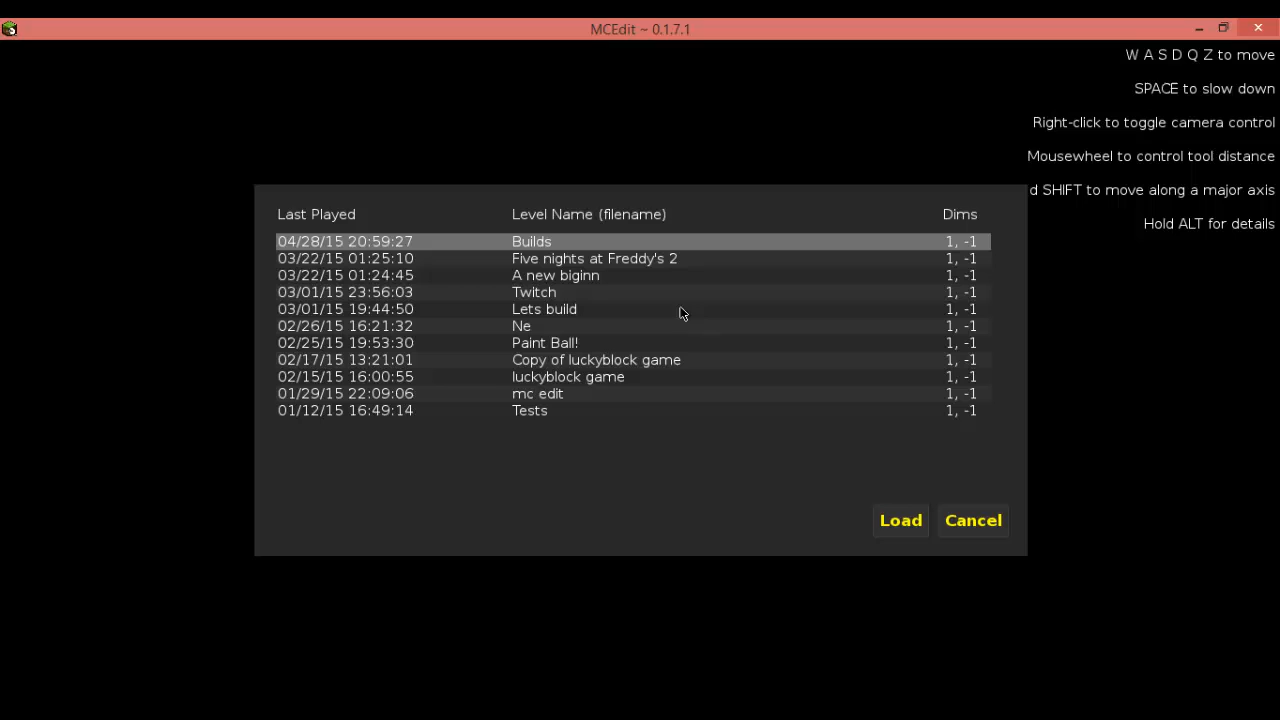 MCEdit ~ 0.1.7.1
W A S D Q Z to move
SPACE to slow down
Right-click to toggle camera control
Mousewheel to control tool distance
d SHIFT to move along a major axis
Hold ALT for details
Last Played Level Name (filename) Dims
04/28/15 20:59:27 Builds 1, -1
03/22/15 01:25:10 Five nights at Freddy's 2 1, -1
03/22/15 01:24:45 A new biginn 1, -1
03/01/15 23:56:03 Twitch 1, -1
03/01/15 19:44:50 Lets build 1, -1
02/26/15 16:21:32 Ne 1, -1
02/25/15 19:53:30 Paint Ball! 1, -1
02/17/15 13:21:01 Copy of luckyblock game 1, -1
02/15/15 16:00:55 luckyblock game 1, -1
01/29/15 22:09:06 mc edit 1, -1
01/12/15 16:49:14 Tests 1, -1
Load Cancel